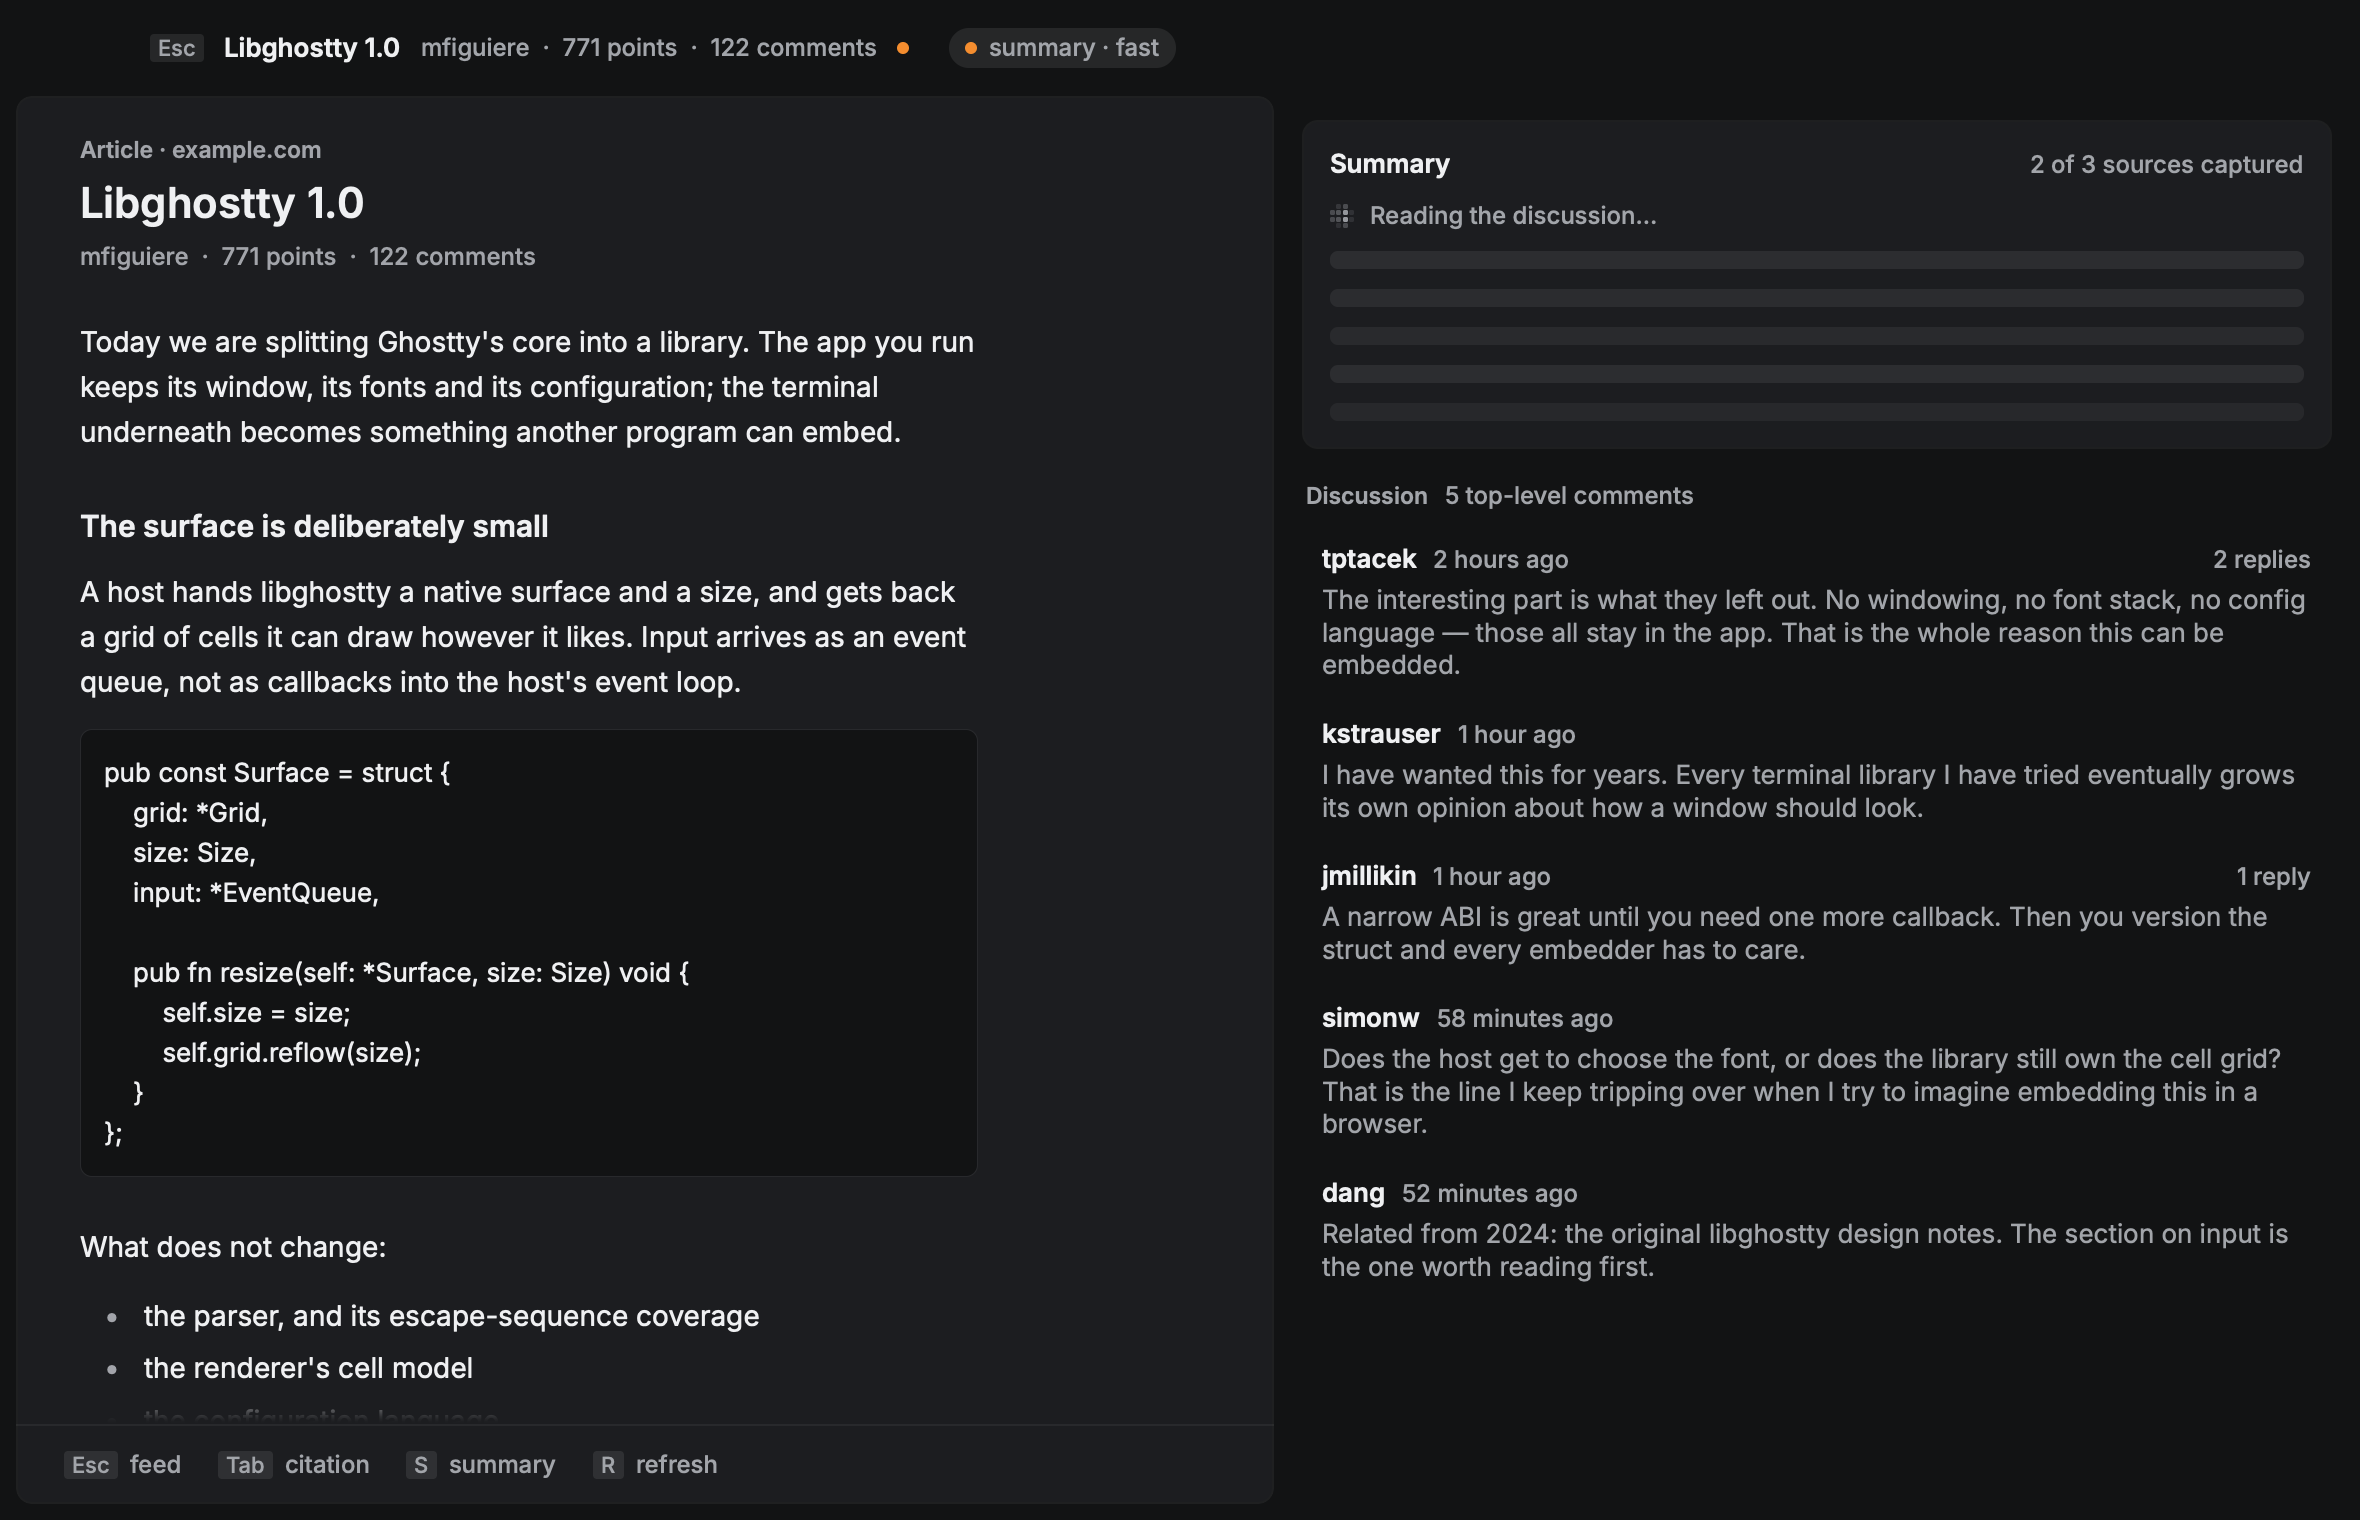 Esc Libghostty 1.0 mfiguiere · 771 points · 122 comments summary · fast
Article · example.com
Libghostty 1.0
mfiguiere · 771 points · 122 comments
Today we are splitting Ghostty's core into a library. The app you run
keeps its window, its fonts and its configuration; the terminal
underneath becomes something another program can embed.
The surface is deliberately small
A host hands libghostty a native surface and a size, and gets back
a grid of cells it can draw however it likes. Input arrives as an event
queue, not as callbacks into the host's event loop.
pub const Surface = struct {
    grid: *Grid,
    size: Size,
    input: *EventQueue,

    pub fn resize(self: *Surface, size: Size) void {
        self.size = size;
        self.grid.reflow(size);
    }
};
What does not change:
• the parser, and its escape-sequence coverage
• the renderer's cell model
• the configuration language
Esc feed Tab citation S summary R refresh
Summary 2 of 3 sources captured
Reading the discussion...
Discussion 5 top-level comments
tptacek 2 hours ago 2 replies
The interesting part is what they left out. No windowing, no font stack, no config
language — those all stay in the app. That is the whole reason this can be
embedded.
kstrauser 1 hour ago
I have wanted this for years. Every terminal library I have tried eventually grows
its own opinion about how a window should look.
jmillikin 1 hour ago 1 reply
A narrow ABI is great until you need one more callback. Then you version the
struct and every embedder has to care.
simonw 58 minutes ago
Does the host get to choose the font, or does the library still own the cell grid?
That is the line I keep tripping over when I try to imagine embedding this in a
browser.
dang 52 minutes ago
Related from 2024: the original libghostty design notes. The section on input is
the one worth reading first.